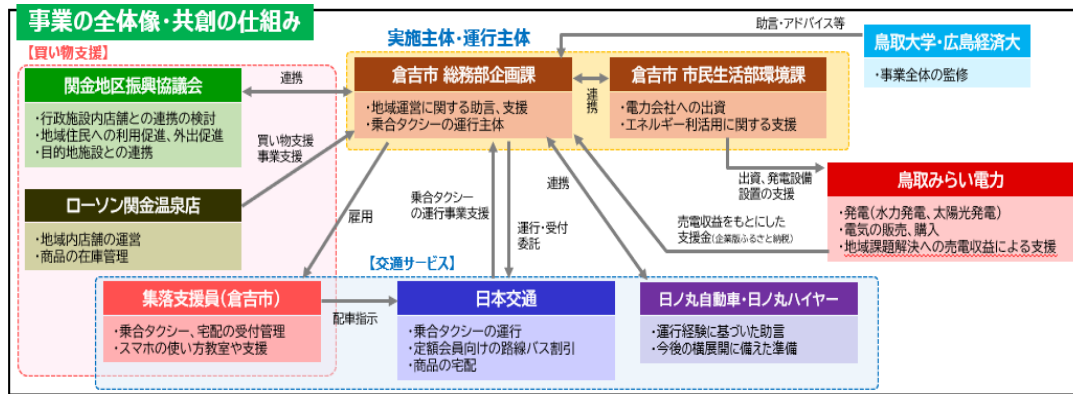 事業の全体像・共創の仕組み
【買い物支援】
関金地区振興協議会
・行政施設内店舗との連携の検討
・地域住民への利用促進、外出促進
・目的地施設との連携
ローソン関金温泉店
・地域内店舗の運営
・商品の在庫管理
連携
買い物支援
事業支援
実施主体・運行主体
倉吉市 総務部企画課
・地域運営に関する助言、支援
・乗合タクシーの運行主体
連携
倉吉市 市民生活部環境課
・電力会社への出資
・エネルギー利活用に関する支援
助言・アドバイス等
鳥取大学・広島経済大
・事業全体の監修
出資、発電設備
設置の支援
鳥取みらい電力
・発電(水力発電、太陽光発電)
・電気の販売、購入
・地域課題解決への売電収益による支援
売電収益をもとにした
支援金(企業版ふるさと納税)
雇用
乗合タクシー
の運行事業支援
運行・受付
委託
連携
【交通サービス】
集落支援員(倉吉市)
・乗合タクシー、宅配の受付管理
・スマホの使い方教室や支援
配車指示
日本交通
・乗合タクシーの運行
・定額会員向けの路線バス割引
・商品の宅配
日ノ丸自動車・日ノ丸ハイヤー
・運行経験に基づいた助言
・今後の横展開に備えた準備